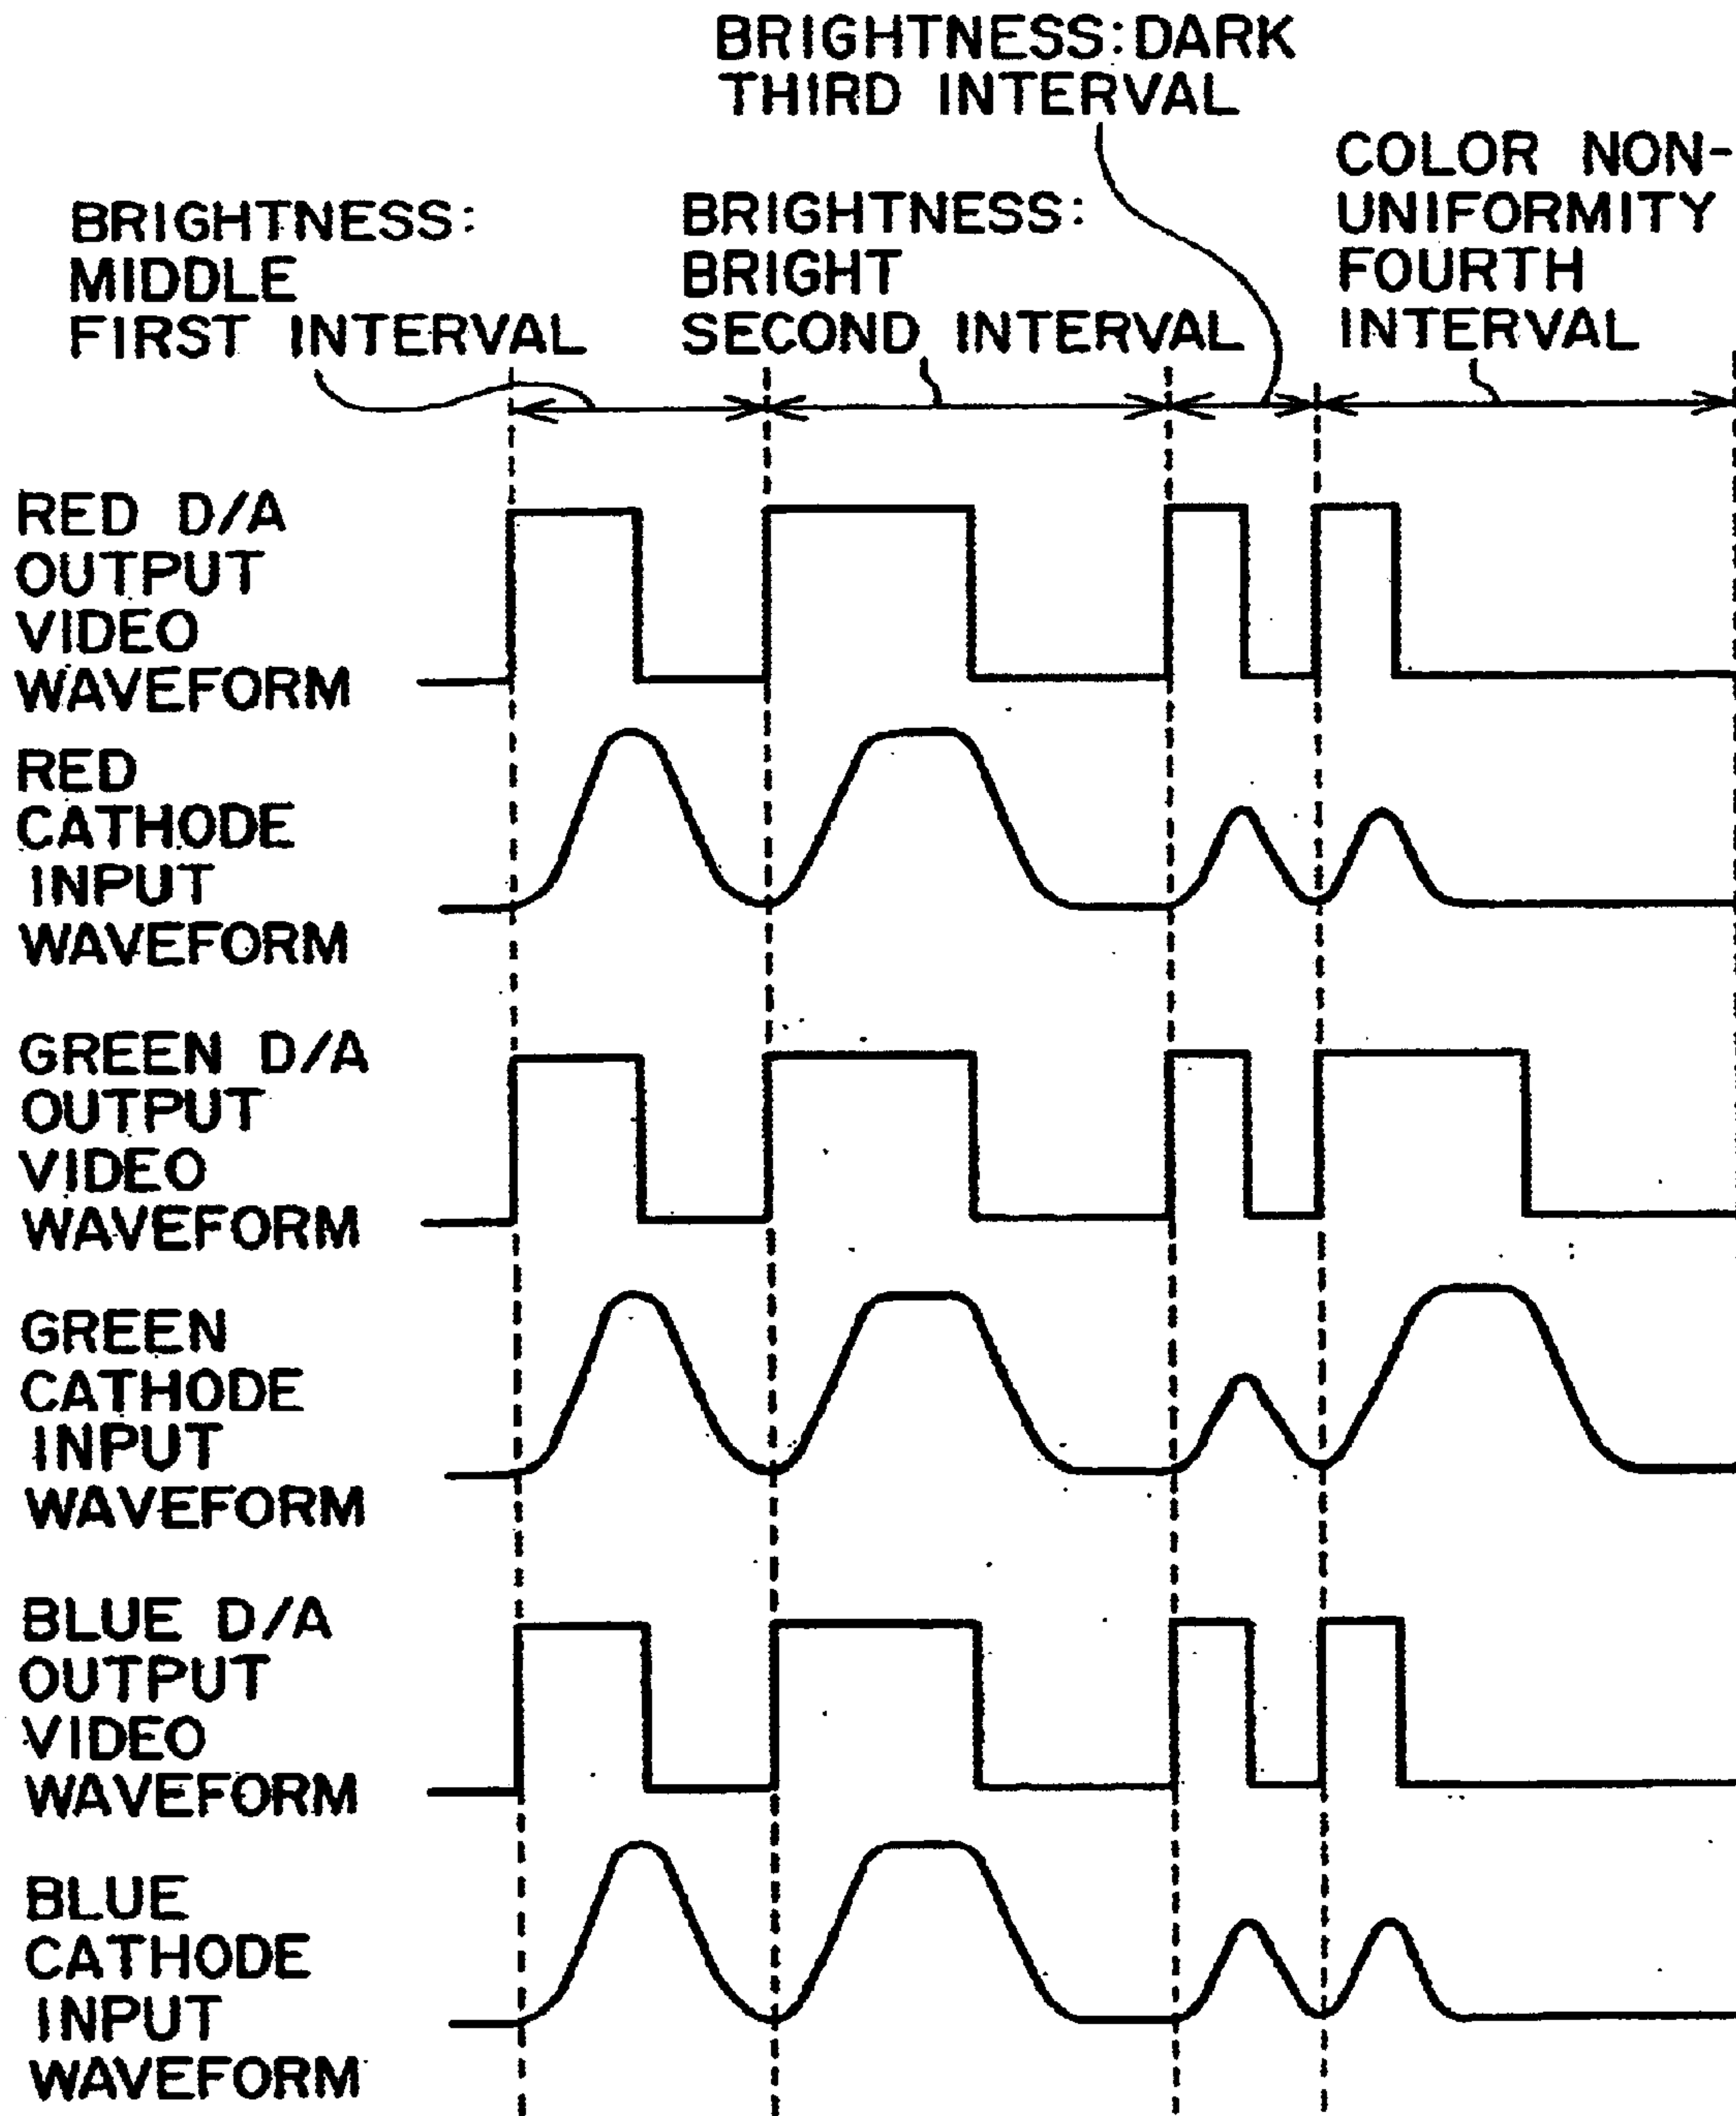 BRIGHTNESS:DARK
THIRD INTERVAL
COLOR NON-
UNIFORMITY
FOURTH
INTERVAL
BRIGHTNESS:
MIDDLE
FIRST INTERVAL
BRIGHTNESS:
BRIGHT
SECOND INTERVAL
RED D/A
OUTPUT
VIDEO
WAVEFORM
RED
CATHODE
INPUT
WAVEFORM
GREEN D/A
OUTPUT
VIDEO
WAVEFORM
GREEN
CATHODE
INPUT
WAVEFORM
BLUE D/A
OUTPUT
VIDEO
WAVEFORM
BLUE
CATHODE
INPUT
WAVEFORM